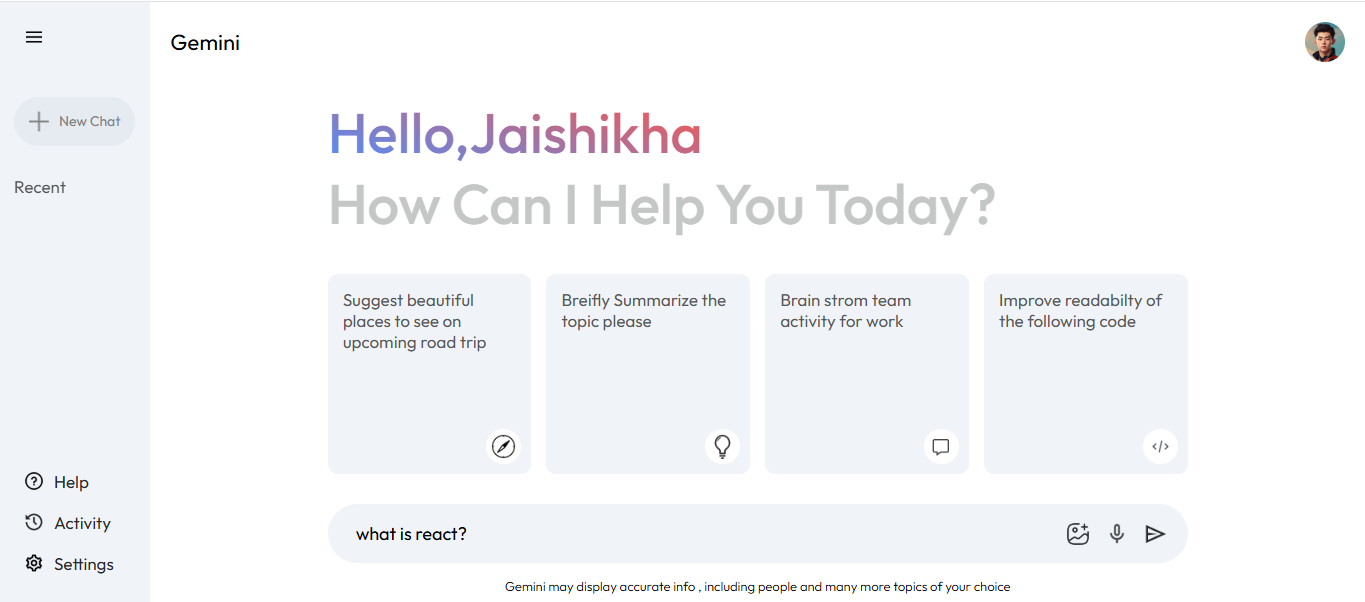 Gemini
New Chat
Recent
Help
Activity
Settings
Hello,Jaishikha
How Can I Help You Today?
Suggest beautiful
places to see on
upcoming road trip
Breifly Summarize the
topic please
Brain strom team
activity for work
Improve readabilty of
the following code
what is react?
Gemini may display accurate info , including people and many more topics of your choice